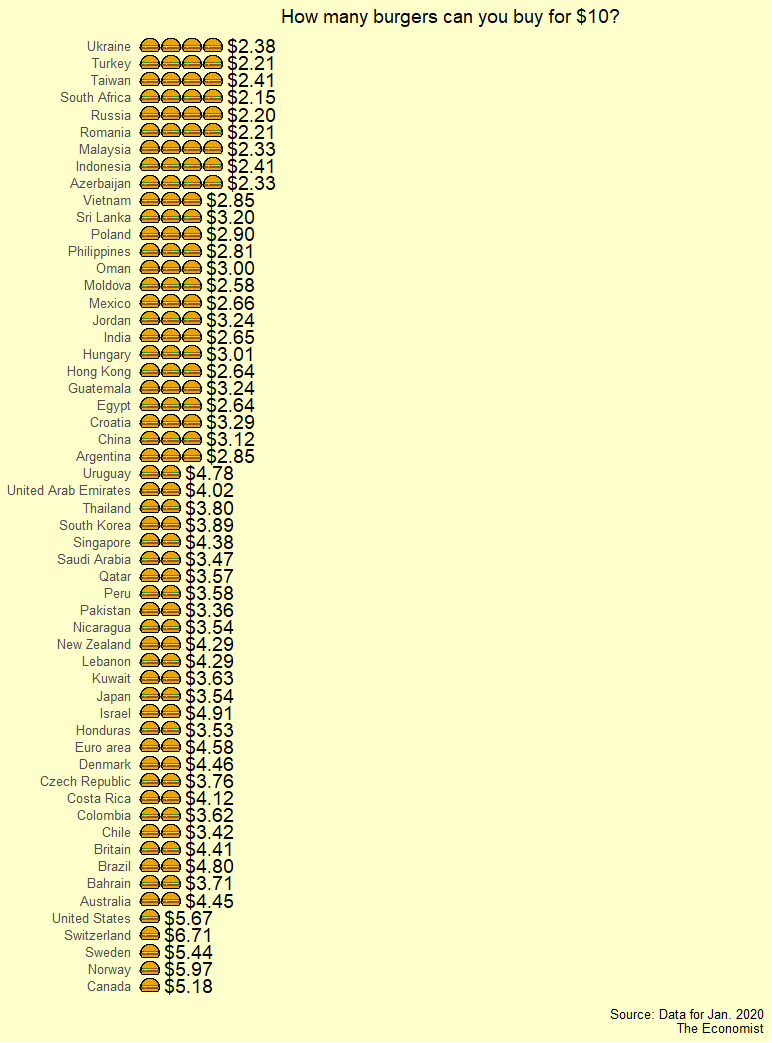 How many burgers can you buy for $10?
Ukraine $2.38
Turkey $2.21
Taiwan $2.41
South Africa $2.15
Russia $2.20
Romania $2.21
Malaysia $2.33
Indonesia $2.41
Azerbaijan $2.33
Vietnam $2.85
Sri Lanka $3.20
Poland $2.90
Philippines $2.81
Oman $3.00
Moldova $2.58
Mexico $2.66
Jordan $3.24
India $2.65
Hungary $3.01
Hong Kong $2.64
Guatemala $3.24
Egypt $2.64
Croatia $3.29
China $3.12
Argentina $2.85
Uruguay $4.78
United Arab Emirates $4.02
Thailand $3.80
South Korea $3.89
Singapore $4.38
Saudi Arabia $3.47
Qatar $3.57
Peru $3.58
Pakistan $3.36
Nicaragua $3.54
New Zealand $4.29
Lebanon $4.29
Kuwait $3.63
Japan $3.54
Israel $4.91
Honduras $3.53
Euro area $4.58
Denmark $4.46
Czech Republic $3.76
Costa Rica $4.12
Colombia $3.62
Chile $3.42
Britain $4.41
Brazil $4.80
Bahrain $3.71
Australia $4.45
United States $5.67
Switzerland $6.71
Sweden $5.44
Norway $5.97
Canada $5.18
Source: Data for Jan. 2020
The Economist